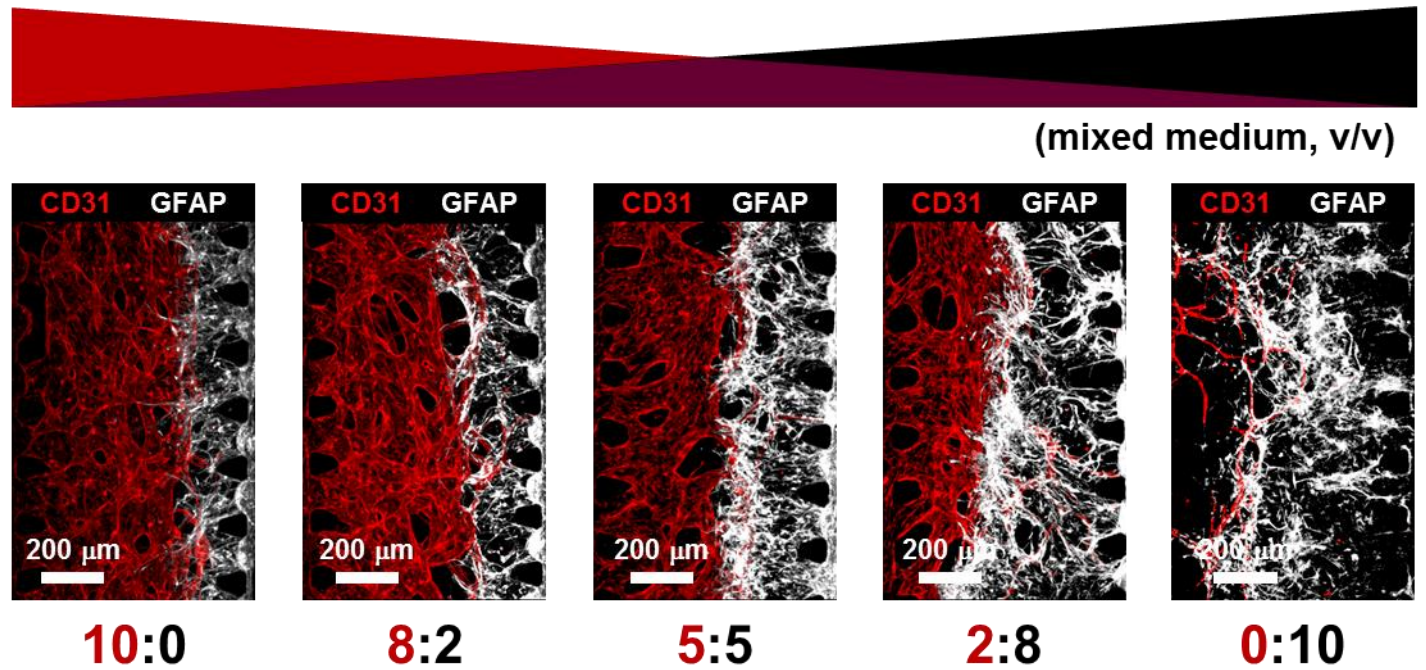 (mixed medium, v/v)
CD31 GFAP
CD31 GFAP
CD31 GFAP
CD31 GFAP
CD31 GFAP
200 μm
200 μm
200 μm
200 μm
200 μm
10:0
8:2
5:5
2:8
0:10